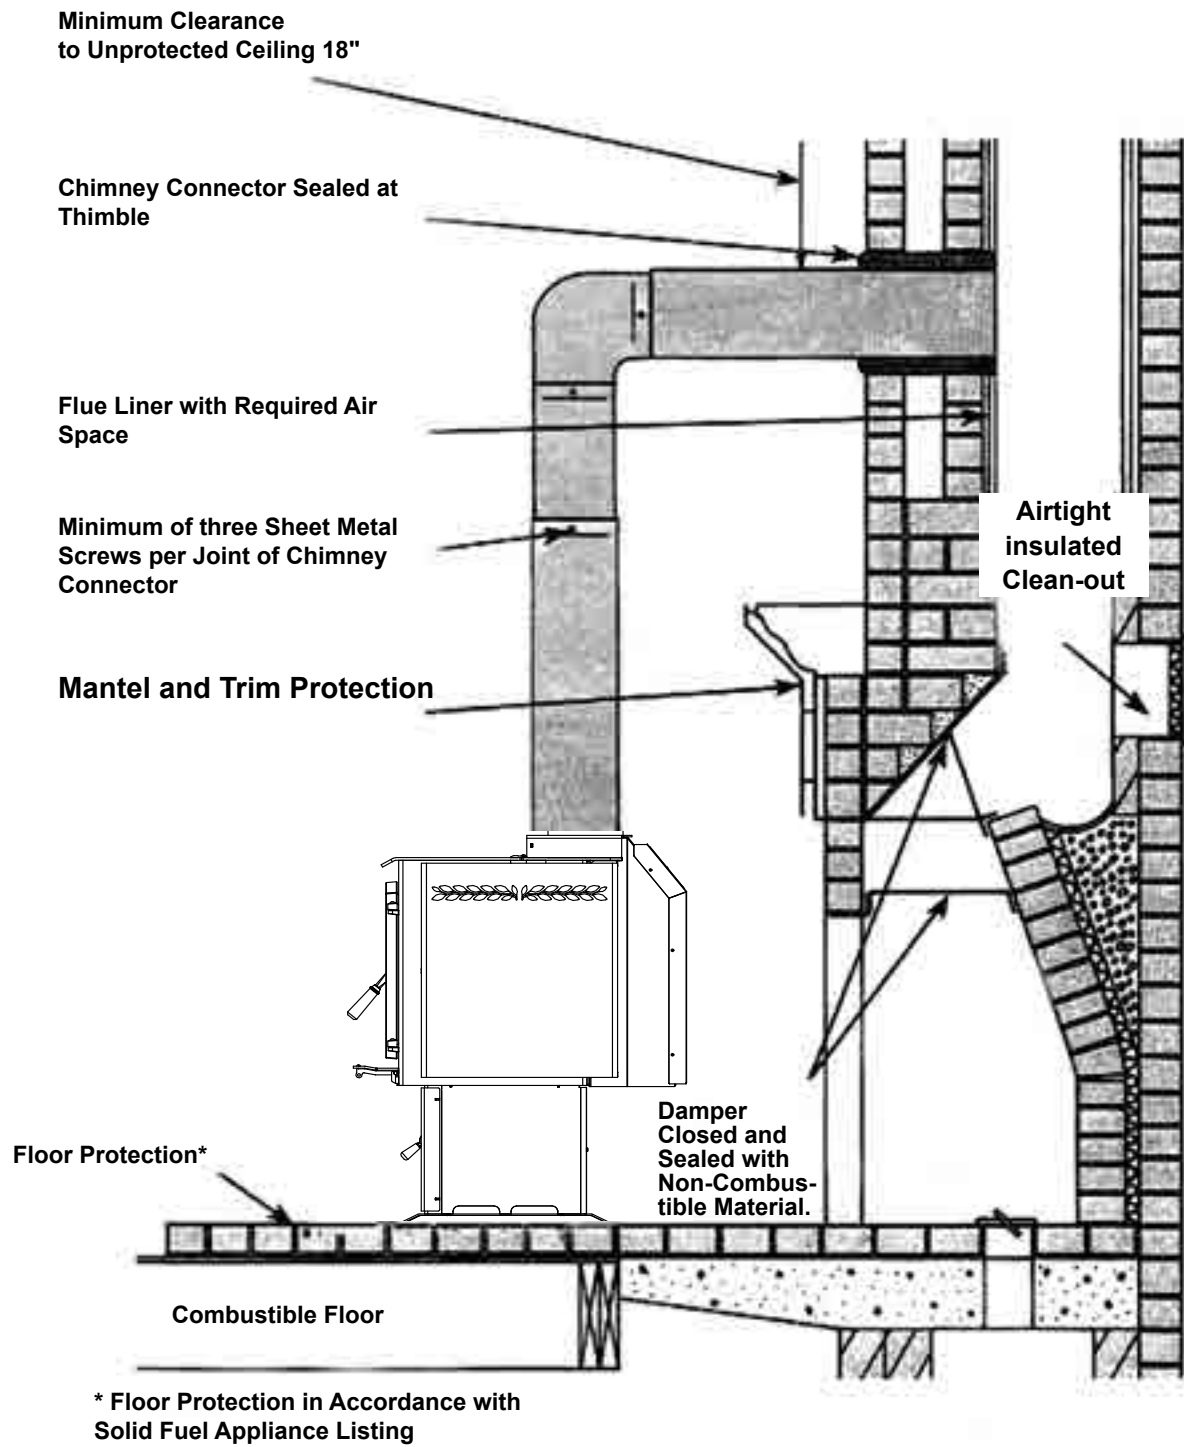 Minimum Clearance
to Unprotected Ceiling 18"
Chimney Connector Sealed at
Thimble
Flue Liner with Required Air
Space
Airtight
insulated
Clean-out
Minimum of three Sheet Metal
Screws per Joint of Chimney
Connector
Mantel and Trim Protection
Damper
Closed and
Sealed with
Non-Combus-
tible Material.
Floor Protection*
Combustible Floor
* Floor Protection in Accordance with
Solid Fuel Appliance Listing